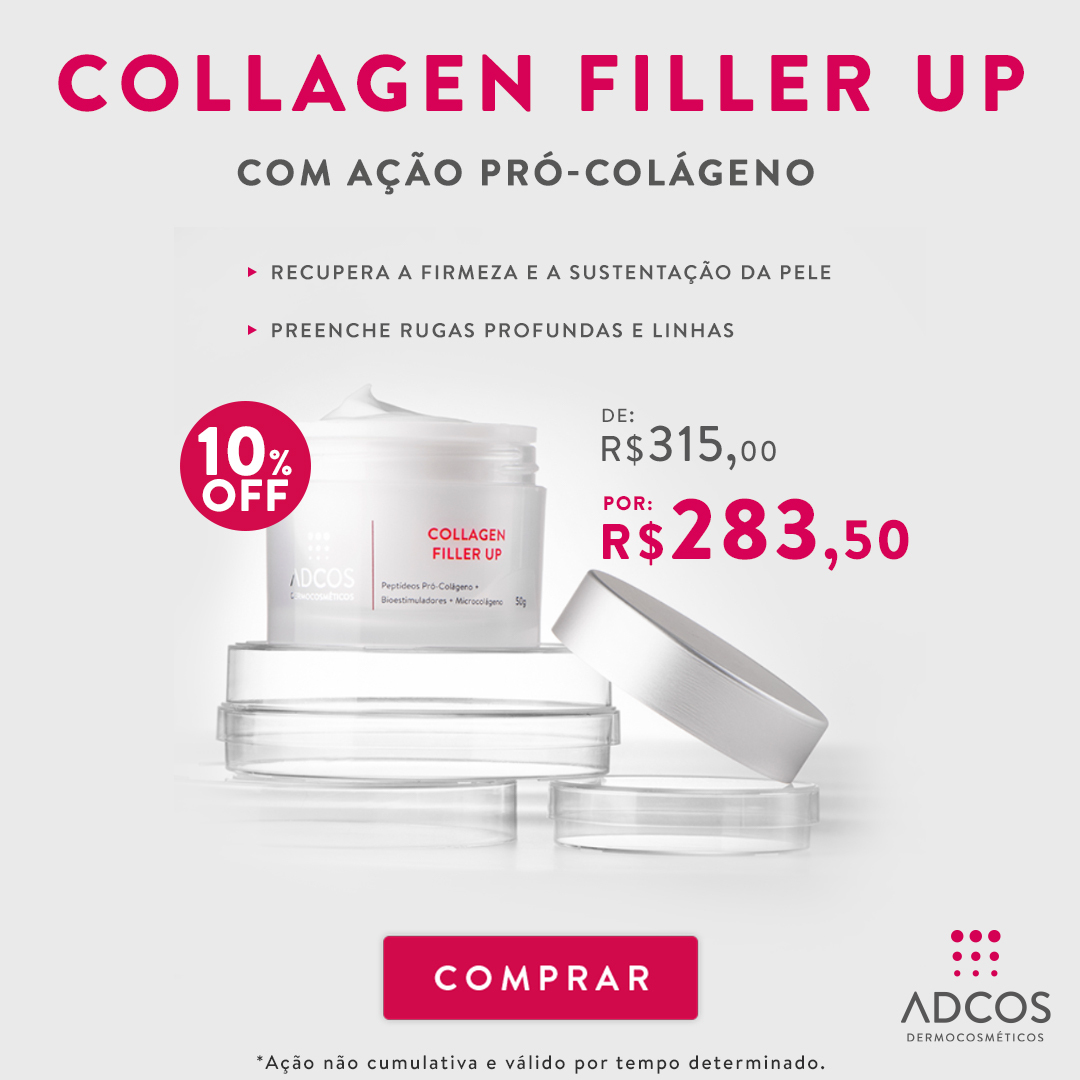 COLLAGEN FILLER UP
COM AÇÃO PRÓ-COLÁGENO
RECUPERA A FIRMEZA E A SUSTENTAÇÃO DA PELE
PREENCHE RUGAS PROFUNDAS E LINHAS
10%
OFF
DE:
R$315,00
POR:
R$283,50
COLLAGEN
FILLER UP
ADCOS
DERMOCOSMÉTICOS
Peptídeos Pró-Colágeno +
Bioestimuladores + Microcolágeno 50g
COMPRAR
ADCOS
DERMOCOSMÉTICOS
*Ação não cumulativa e válido por tempo determinado.